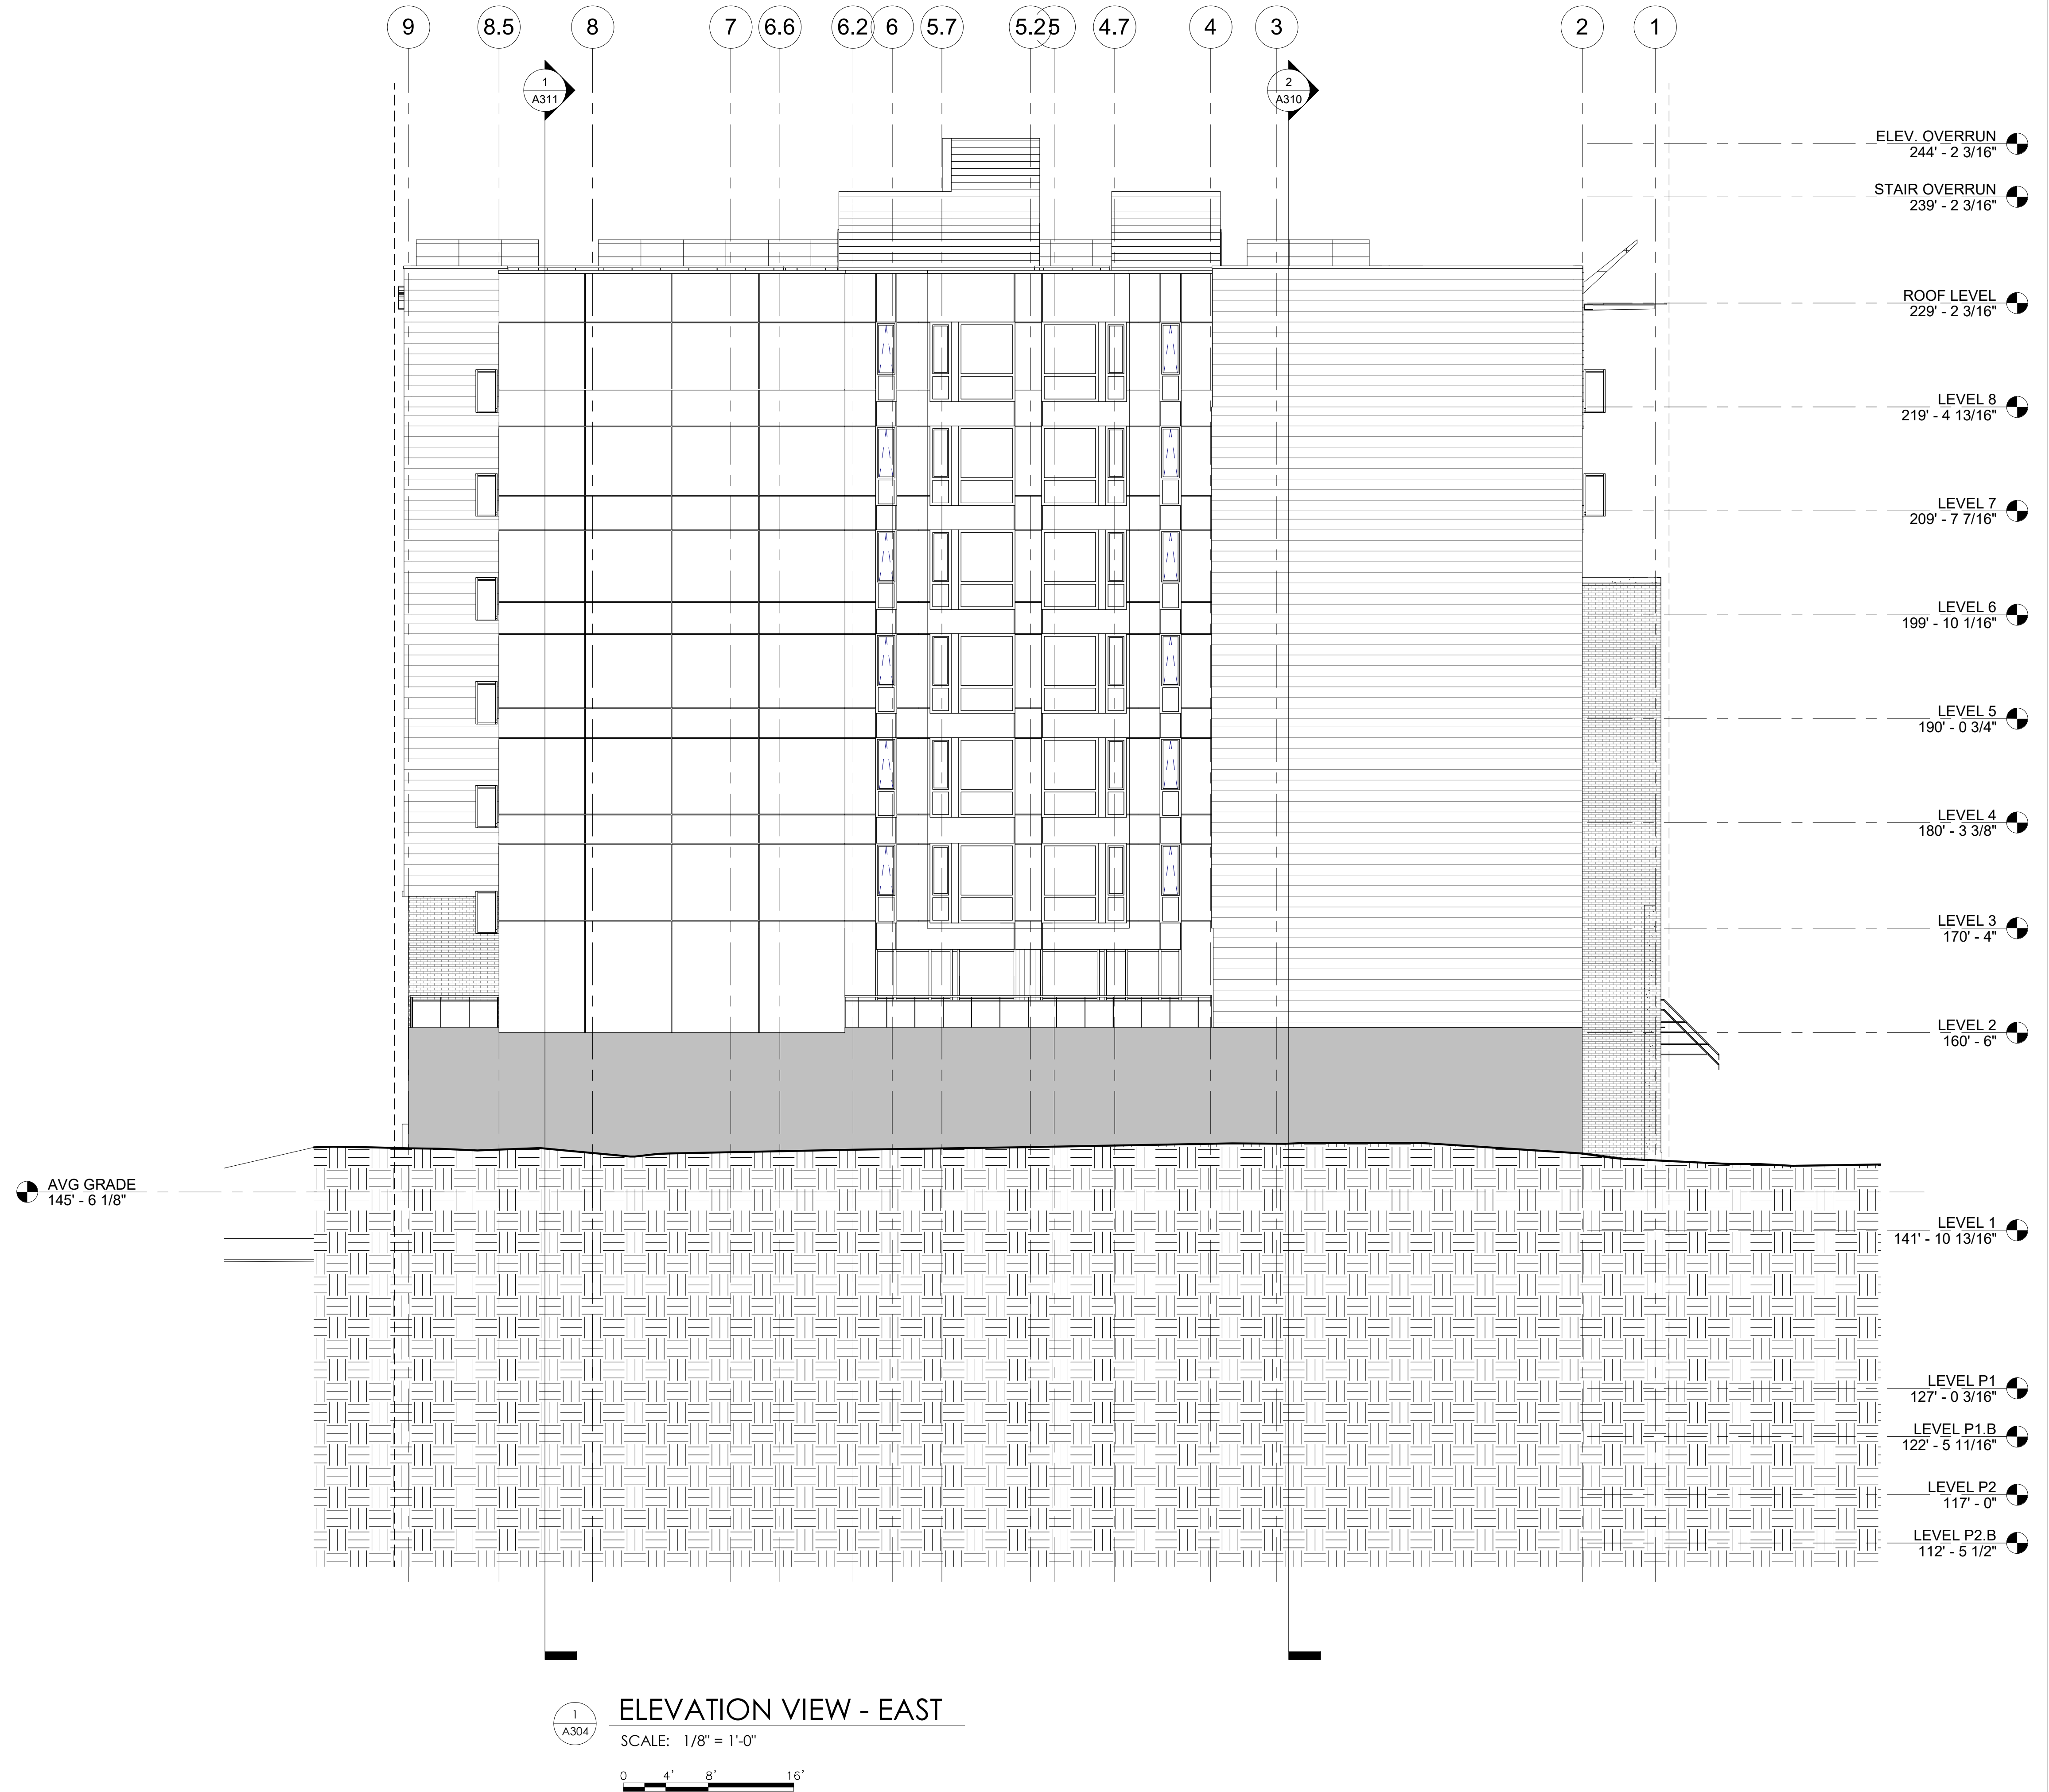 9 8.5 8 7 6.6 6.2 6 5.7 5.2 5 4.7 4 3 2 1
1
A311
2
A310
ELEV. OVERRUN
244' - 2 3/16"
STAIR OVERRUN
239' - 2 3/16"
ROOF LEVEL
229' - 2 3/16"
LEVEL 8
219' - 4 13/16"
LEVEL 7
209' - 7 7/16"
LEVEL 6
199' - 10 1/16"
LEVEL 5
190' - 0 3/4"
LEVEL 4
180' - 3 3/8"
LEVEL 3
170' - 4"
LEVEL 2
160' - 6"
AVG GRADE
145' - 6 1/8"
LEVEL 1
141' - 10 13/16"
LEVEL P1
127' - 0 3/16"
LEVEL P1.B
122' - 5 11/16"
LEVEL P2
117' - 0"
LEVEL P2.B
112' - 5 1/2"
1
A304
ELEVATION VIEW - EAST
SCALE: 1/8" = 1'-0"
0 4' 8' 16'